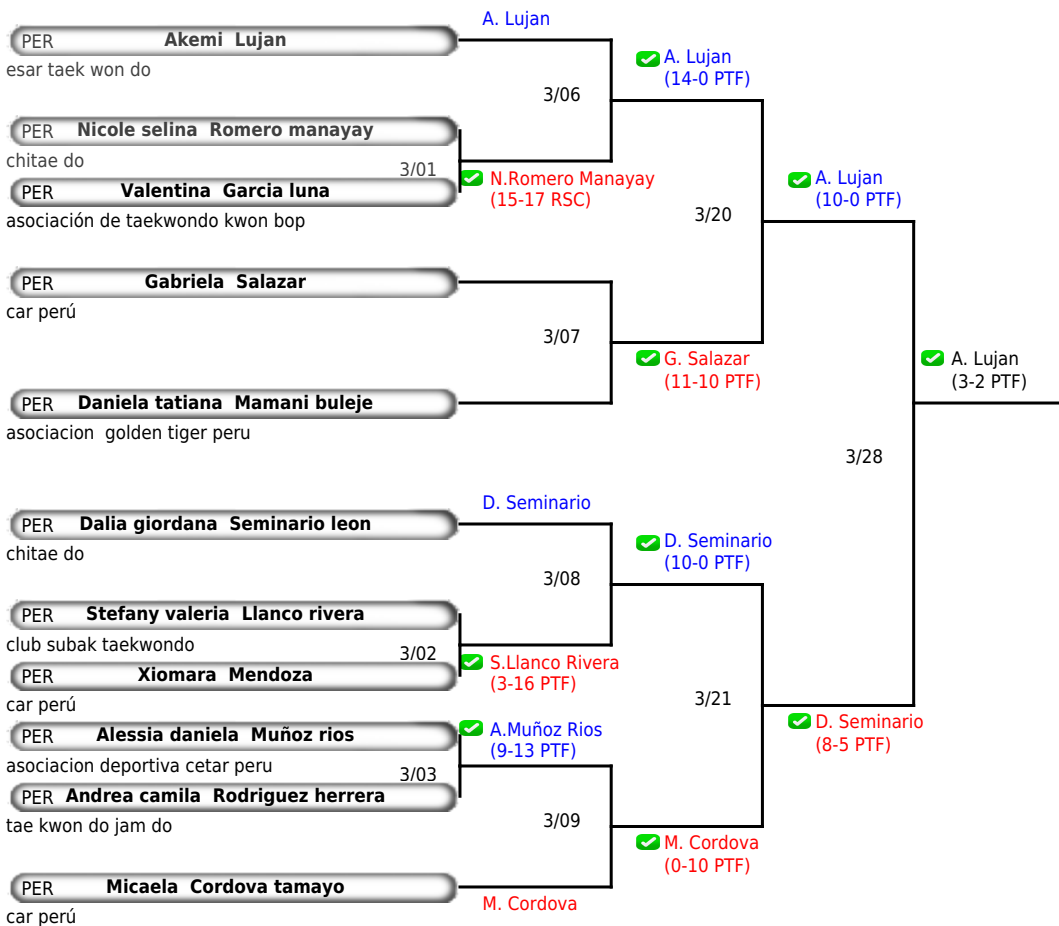 A. Lujan
PER Akemi Lujan
esar taek won do
3/06
A. Lujan
(14-0 PTF)
PER Nicole selina Romero manayay
chitae do
3/01
PER Valentina Garcia luna
asociación de taekwondo kwon bop
N.Romero Manayay
(15-17 RSC)
3/20
A. Lujan
(10-0 PTF)
PER Gabriela Salazar
car perú
3/07
G. Salazar
(11-10 PTF)
PER Daniela tatiana Mamani buleje
asociacion golden tiger peru
A. Lujan
(3-2 PTF)
3/28
D. Seminario
PER Dalia giordana Seminario leon
chitae do
3/08
D. Seminario
(10-0 PTF)
PER Stefany valeria Llanco rivera
club subak taekwondo
3/02
PER Xiomara Mendoza
car perú
S.Llanco Rivera
(3-16 PTF)
3/21
D. Seminario
(8-5 PTF)
PER Alessia daniela Muñoz rios
asociacion deportiva cetar peru
3/03
A.Muñoz Rios
(9-13 PTF)
PER Andrea camila Rodriguez herrera
tae kwon do jam do
3/09
M. Cordova
(0-10 PTF)
PER Micaela Cordova tamayo
car perú
M. Cordova